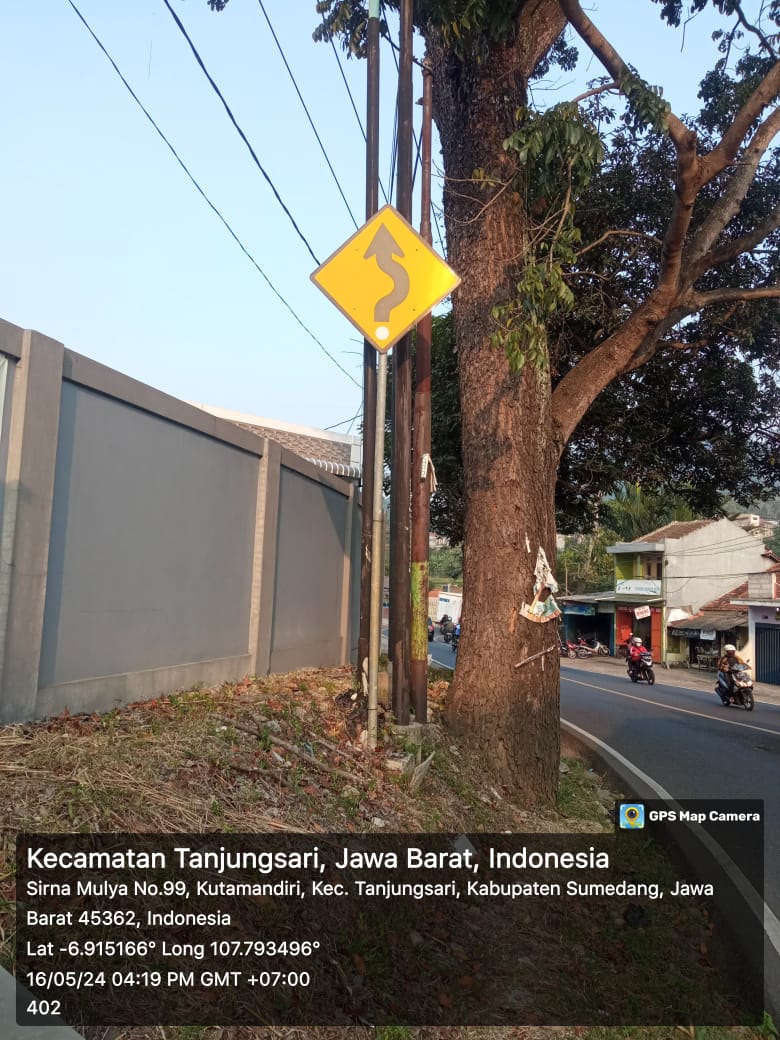 GPS Map Camera
Kecamatan Tanjungsari, Jawa Barat, Indonesia
Sirna Mulya No.99, Kutamandiri, Kec. Tanjungsari, Kabupaten Sumedang, Jawa
Barat 45362, Indonesia
Lat -6.915166° Long 107.793496°
16/05/24 04:19 PM GMT +07:00
402